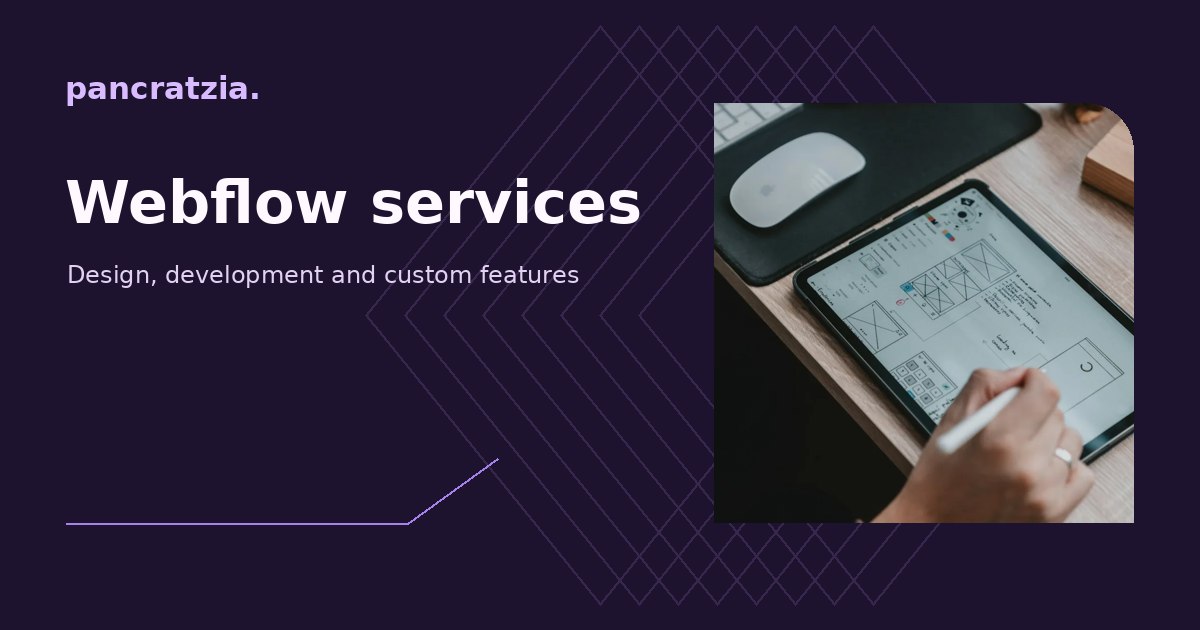 pancratzia.
Webflow services
Design, development and custom features